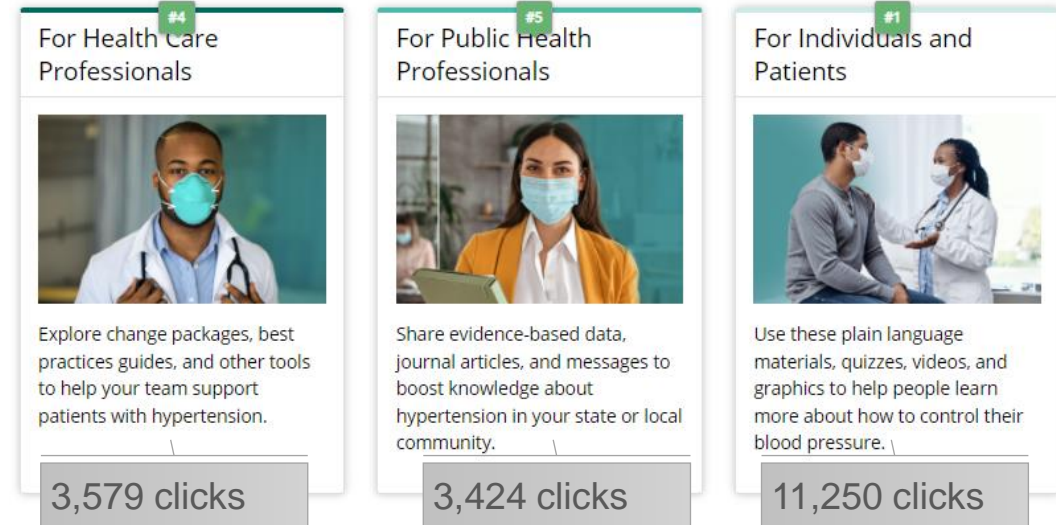 #4
For Health Care
Professionals
Explore change packages, best
practices guides, and other tools
to help your team support
patients with hypertension.
3,579 clicks
#5
For Public Health
Professionals
Share evidence-based data,
journal articles, and messages to
boost knowledge about
hypertension in your state or local
community.
3,424 clicks
#1
For Individuals and
Patients
Use these plain language
materials, quizzes, videos, and
graphics to help people learn
more about how to control their
blood pressure.
11,250 clicks